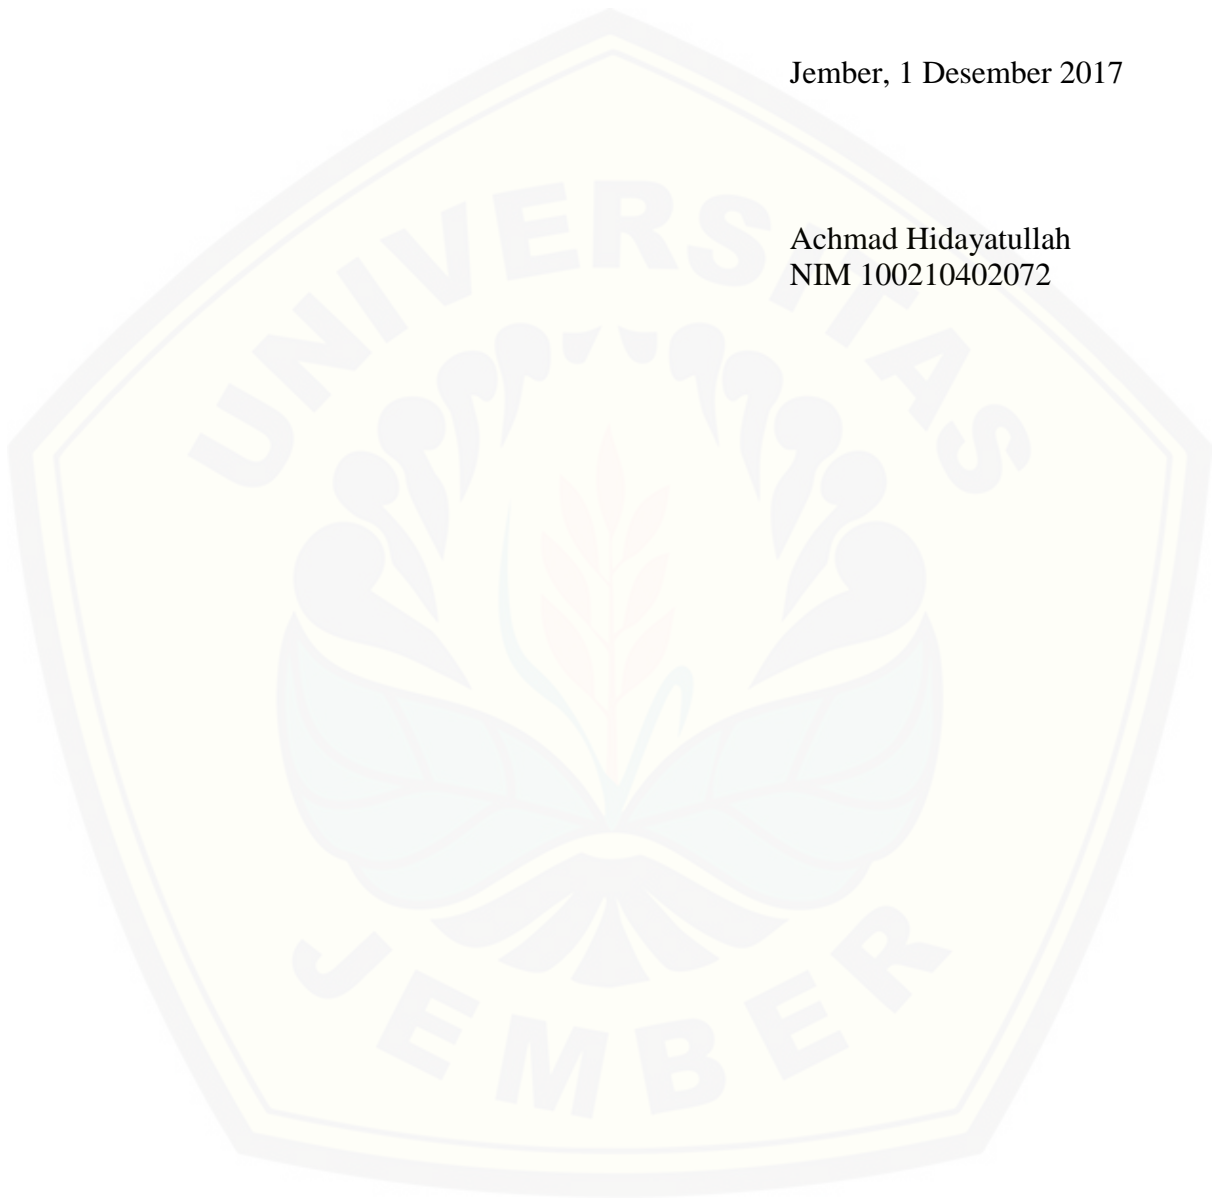 Jember, 1 Desember 2017
Achmad Hidayatullah
NIM 100210402072
UNIVERSITAS
JEMBER